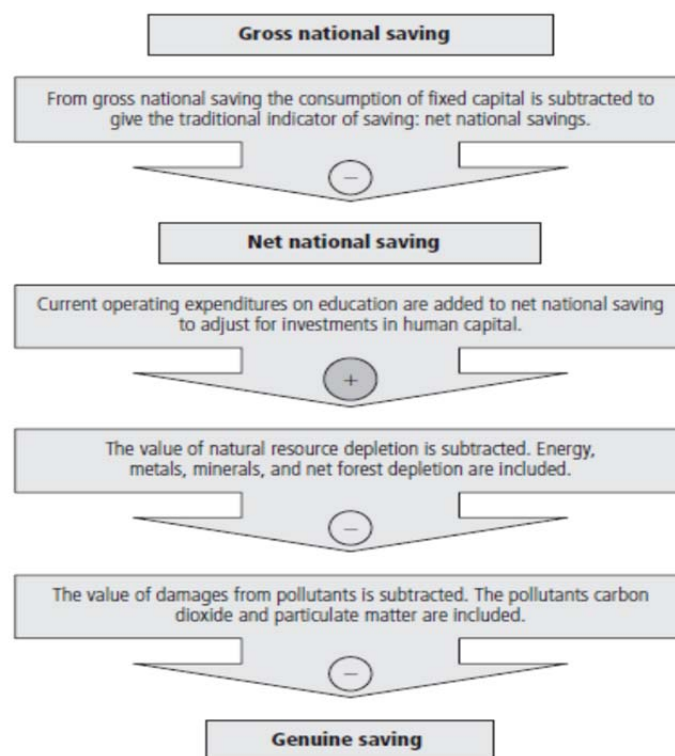 Gross national saving
From gross national saving the consumption of fixed capital is subtracted to
give the traditional indicator of saving: net national savings.
−
Net national saving
Current operating expenditures on education are added to net national saving
to adjust for investments in human capital.
+
The value of natural resource depletion is subtracted. Energy,
metals, minerals, and net forest depletion are included.
−
The value of damages from pollutants is subtracted. The pollutants carbon
dioxide and particulate matter are included.
−
Genuine saving